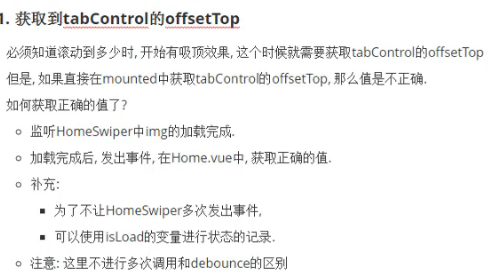 1. 获取到tabControl的offsetTop
必须知道滚动到多少时, 开始有吸顶效果, 这个时候就需要获取tabControl的offsetTop
但是, 如果直接在mounted中获取tabControl的offsetTop, 那么值是不正确.
如何获取正确的值了?
监听HomeSwiper中img的加载完成.
加载完成后, 发出事件, 在Home.vue中, 获取正确的值.
补充:
为了不让HomeSwiper多次发出事件,
可以使用isLoad的变量进行状态的记录.
注意: 这里不进行多次调用和debounce的区别